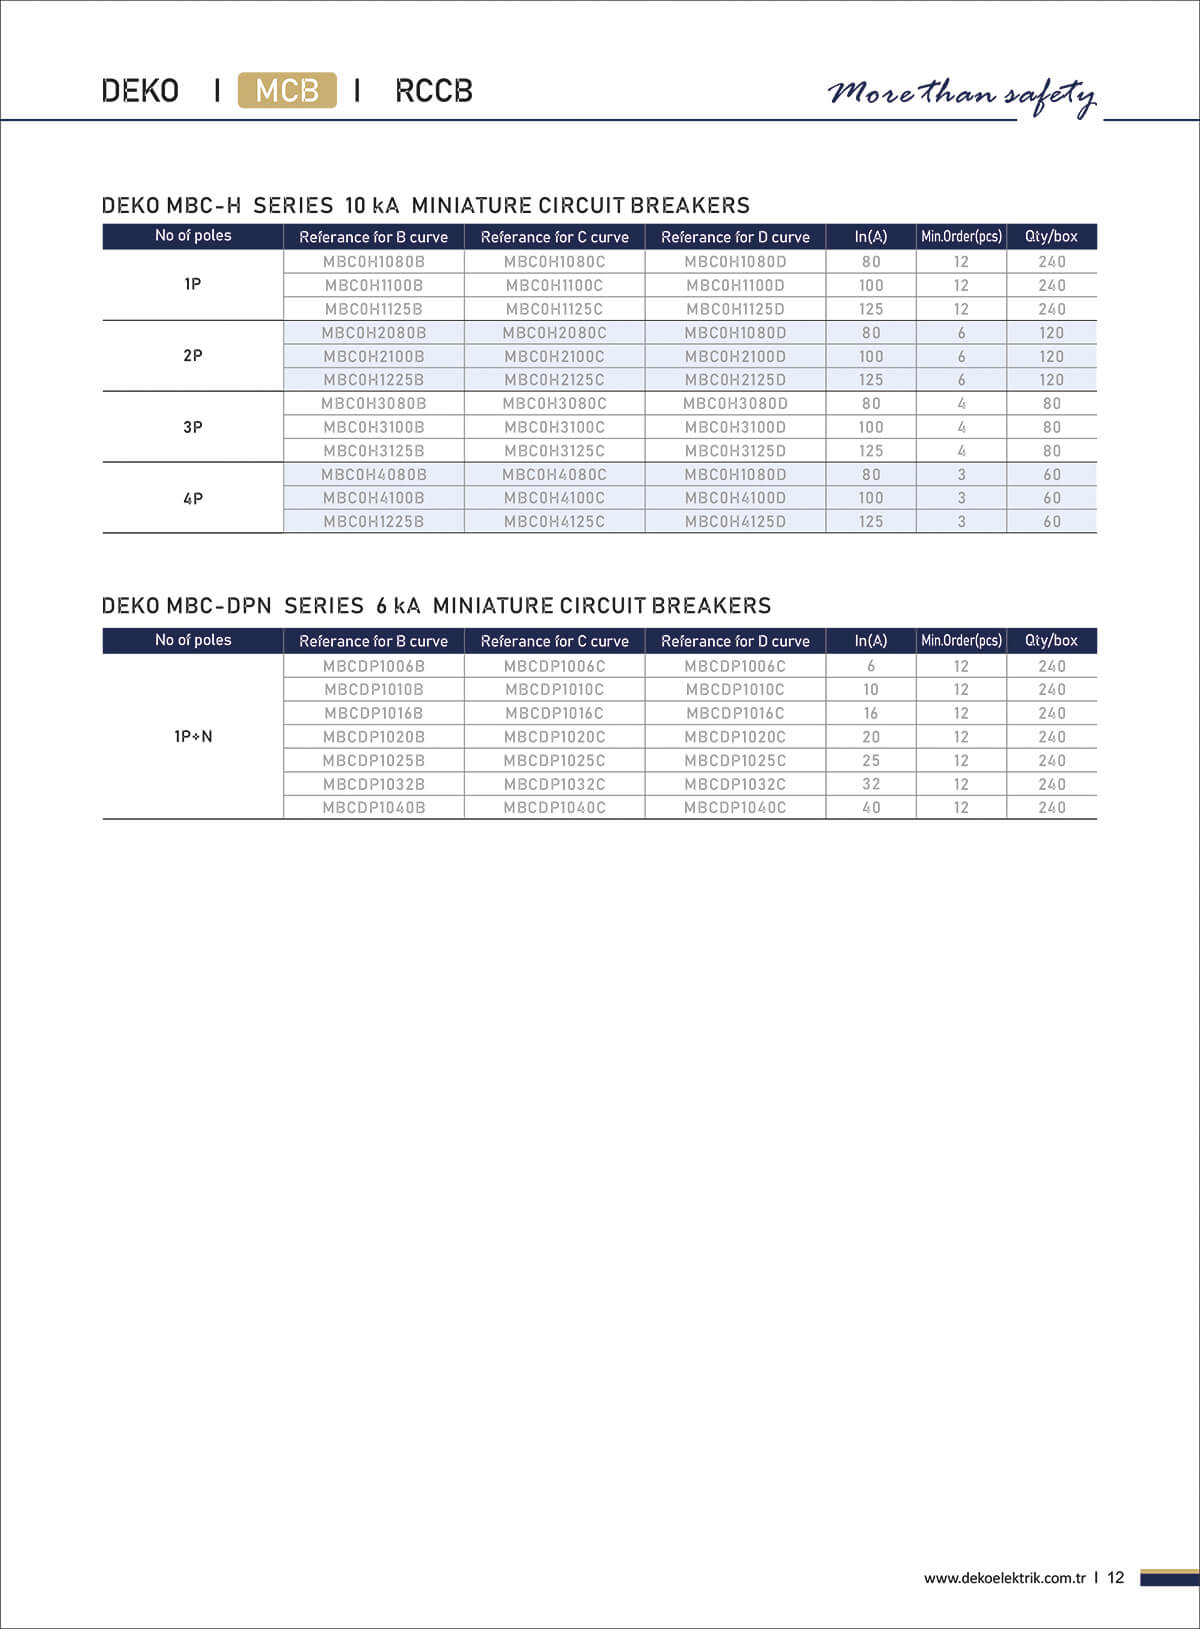 DEKO | MCB | RCCB More than safety
DEKO MBC-H SERIES 10 kA MINIATURE CIRCUIT BREAKERS
No of poles Referance for B curve Referance for C curve Referance for D curve In(A) Min.Order(pcs) Qty/box
MBC0H1080B MBC0H1080C MBC0H1080D 80 12 240
1P MBC0H1100B MBC0H1100C MBC0H1100D 100 12 240
MBC0H1125B MBC0H1125C MBC0H1125D 125 12 240
MBC0H2080B MBC0H2080C MBC0H1080D 80 6 120
2P MBC0H2100B MBC0H2100C MBC0H2100D 100 6 120
MBC0H1225B MBC0H2125C MBC0H2125D 125 6 120
MBC0H3080B MBC0H3080C MBC0H3080D 80 4 80
3P MBC0H3100B MBC0H3100C MBC0H3100D 100 4 80
MBC0H3125B MBC0H3125C MBC0H3125D 125 4 80
MBC0H4080B MBC0H4080C MBC0H1080D 80 3 60
4P MBC0H4100B MBC0H4100C MBC0H4100D 100 3 60
MBC0H1225B MBC0H4125C MBC0H4125D 125 3 60
DEKO MBC-DPN SERIES 6 kA MINIATURE CIRCUIT BREAKERS
No of poles Referance for B curve Referance for C curve Referance for D curve In(A) Min.Order(pcs) Qty/box
MBCDP1006B MBCDP1006C MBCDP1006C 6 12 240
MBCDP1010B MBCDP1010C MBCDP1010C 10 12 240
MBCDP1016B MBCDP1016C MBCDP1016C 16 12 240
1P+N MBCDP1020B MBCDP1020C MBCDP1020C 20 12 240
MBCDP1025B MBCDP1025C MBCDP1025C 25 12 240
MBCDP1032B MBCDP1032C MBCDP1032C 32 12 240
MBCDP1040B MBCDP1040C MBCDP1040C 40 12 240
www.dekoelektrik.com.tr | 12